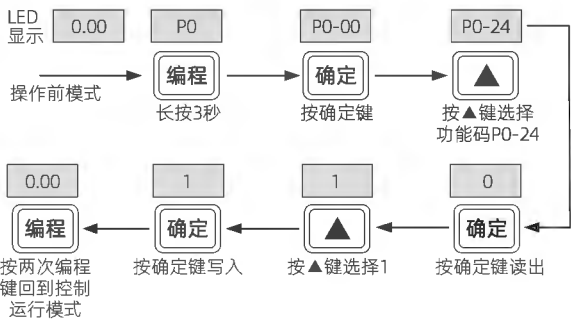 LED
显示
0.00
P0
P0-00
P0-24
操作前模式
编程
确定
▲
长按3秒
按确定键
按▲键选择
功能码P0-24
0.00
1
1
0
编程
确定
▲
确定
按两次编程
键回到控制
运行模式
按确定键写入
按▲键选择1
按确定键读出